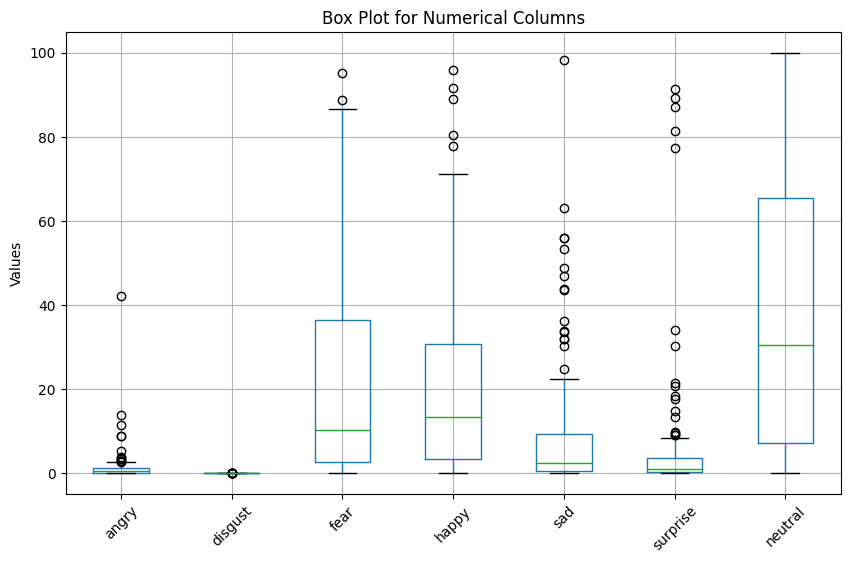 Box Plot for Numerical Columns
100
80
60
40
20
0
Values
angry
disgust
fear
happy
sad
surprise
neutral